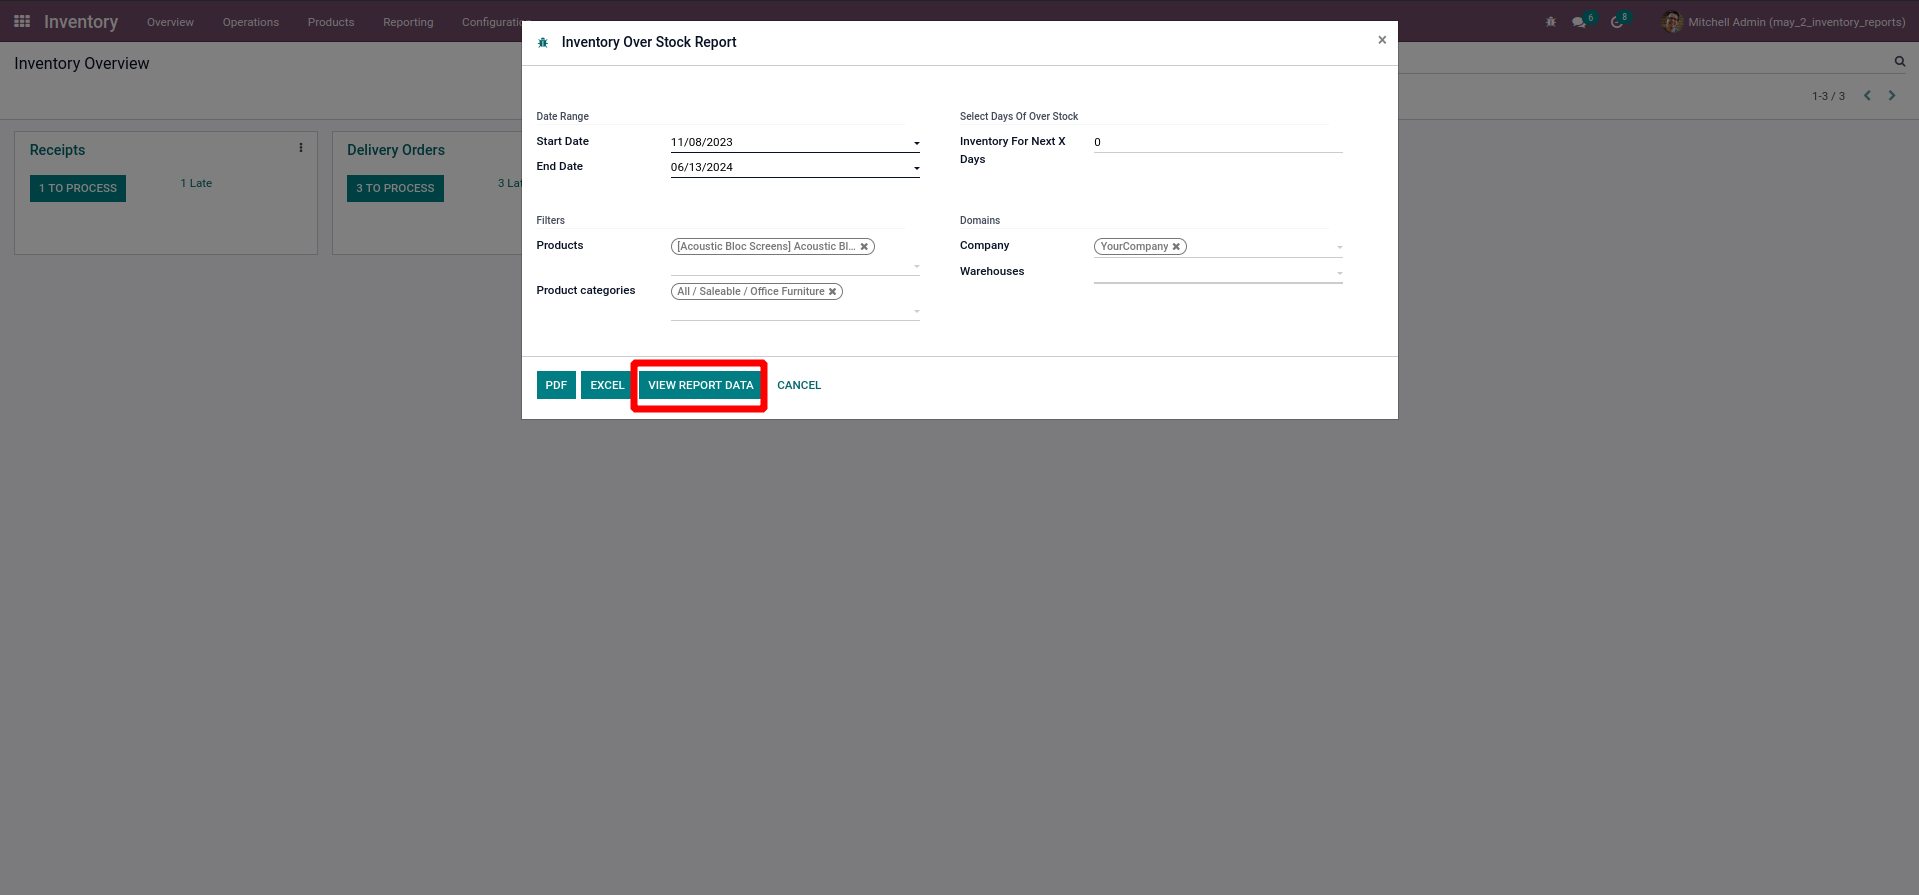 Inventory Overview Operations Products Reporting
6 8 Mitchell Admin (may_2_inventory_reports)
Inventory Over Stock Report ×
Inventory Overview
1-3 / 3
Receipts
1 TO PROCESS 1 Late
Delivery Orders
3 TO PROCESS
Date Range
Start Date 11/08/2023
End Date 06/13/2024
Select Days Of Over Stock
Inventory For Next X 0
Days
Filters
Products [Acoustic Bloc Screens] Acoustic Bl...
Product categories All / Saleable / Office Furniture
Domains
Company YourCompany
Warehouses
PDF EXCEL VIEW REPORT DATA CANCEL